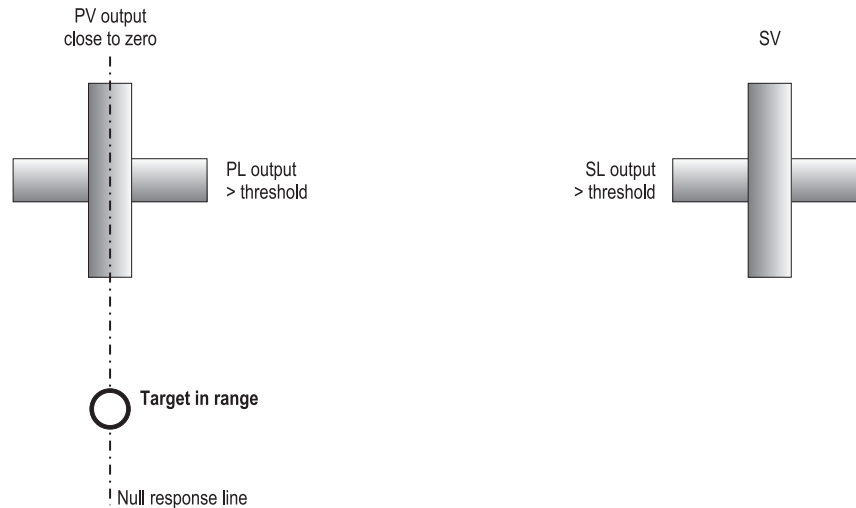 PV output
close to zero
SV
PL output
> threshold
SL output
> threshold
Target in range
Null response line